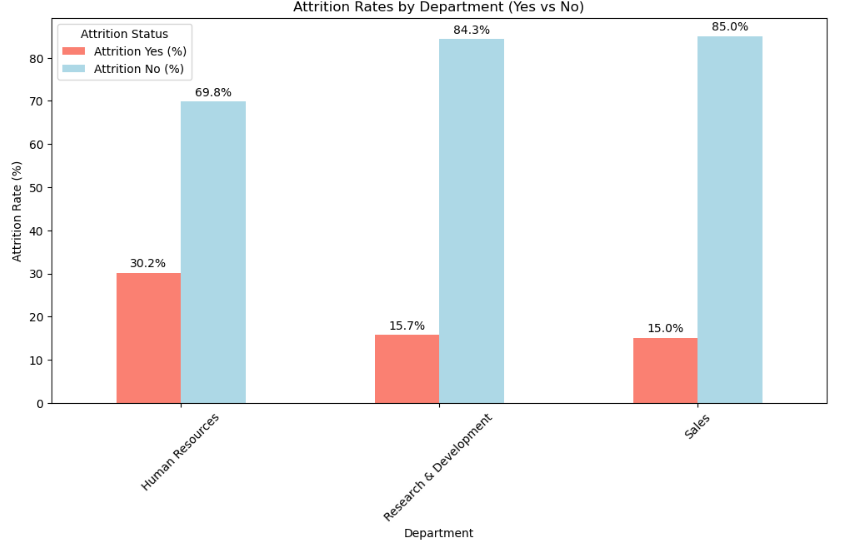 Attrition Rates by Department (Yes vs No)
Attrition Status
Attrition Yes (%)
Attrition No (%)
Attrition Rate (%)
80
70
60
50
40
30
20
10
0
30.2%
69.8%
15.7%
84.3%
15.0%
85.0%
Human Resources
Research & Development
Sales
Department